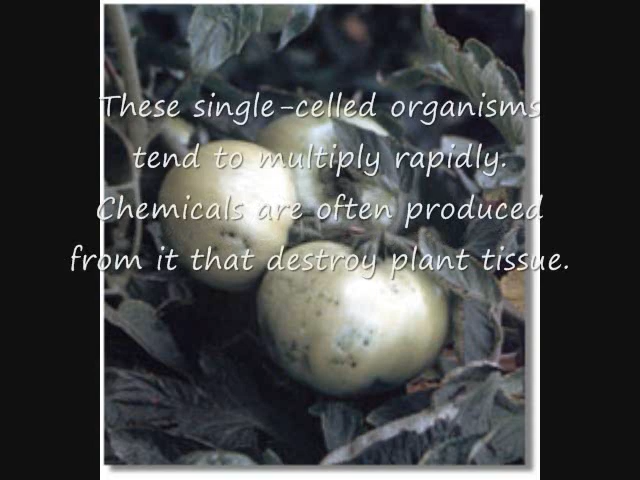 These single-celled organisms
tend to multiply rapidly.
Chemicals are often produced
from it that destroy plant tissue.